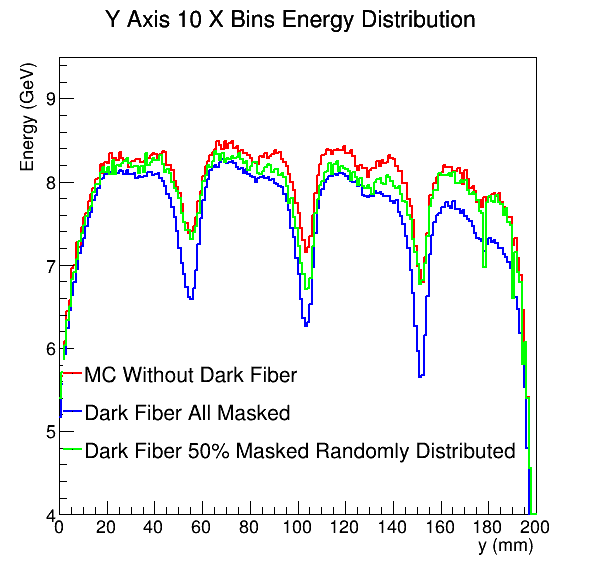 Y Axis 10 X Bins Energy Distribution
Energy (GeV)
9
8
7
6
5
4
MC Without Dark Fiber
Dark Fiber All Masked
Dark Fiber 50% Masked Randomly Distributed
0 20 40 60 80 100 120 140 160 180 200
y (mm)